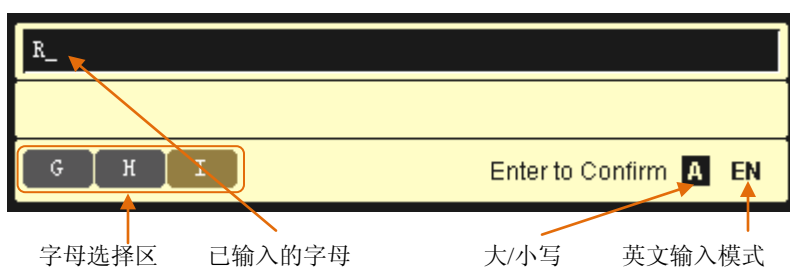 R_
G H I Enter to Confirm A EN
字母选择区 已输入的字母 大/小写 英文输入模式